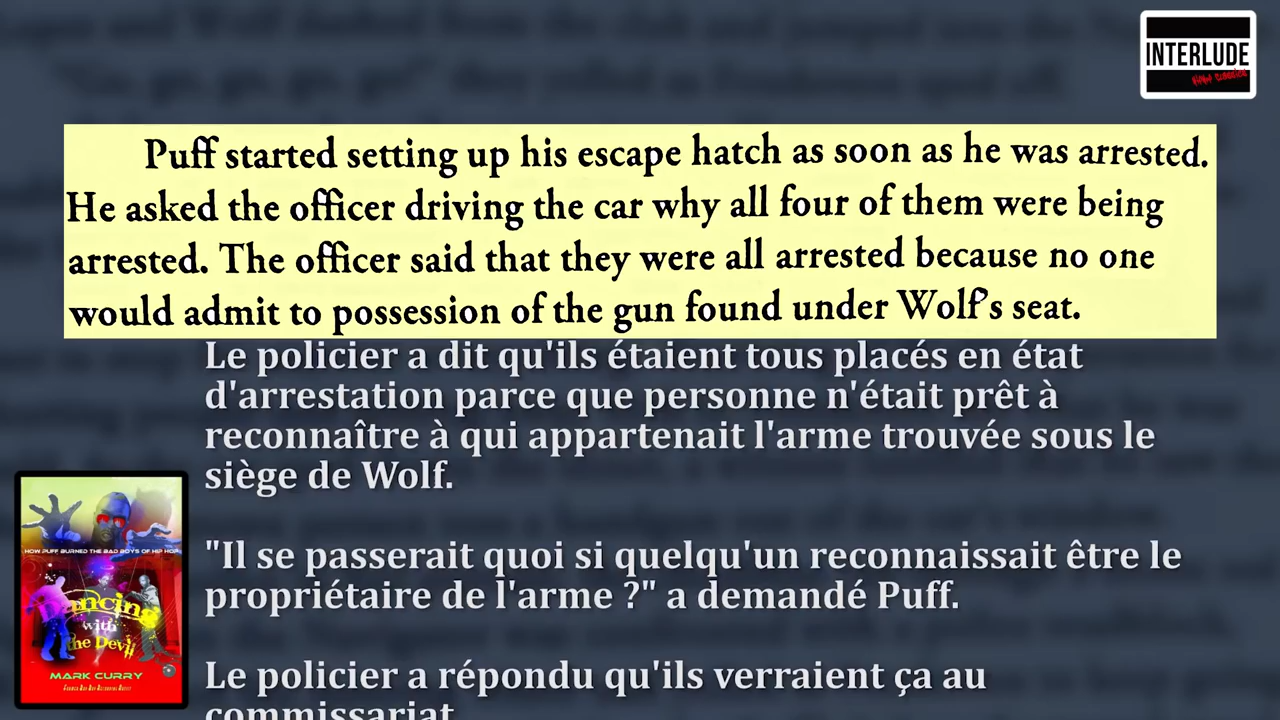 INTERLUDE
Puff started setting up his escape hatch as soon as he was arrested.
He asked the officer driving the car why all four of them were being
arrested. The officer said that they were all arrested because no one
would admit to possession of the gun found under Wolf's seat.
Le policier a dit qu'ils étaient tous placés en état
d'arrestation parce que personne n'était prêt à
reconnaître à qui appartenait l'arme trouvée sous le
siège de Wolf.
"Il se passerait quoi si quelqu'un reconnaissait être le
propriétaire de l'arme ?" a demandé Puff.
Le policier a répondu qu'ils verraient ça au
commissariat
HOW PUFF BURNED THE BAD BOYS OF HIP HOP
Dancing
with
the Devil
MARK CURRY